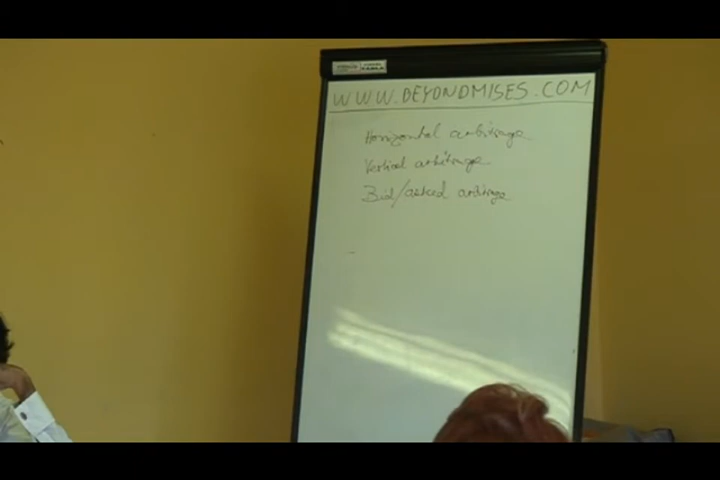 WWW.BEYONDMISES.COM
Horizontal arbitrage
Vertical arbitrage
Bid/asked arbitrage